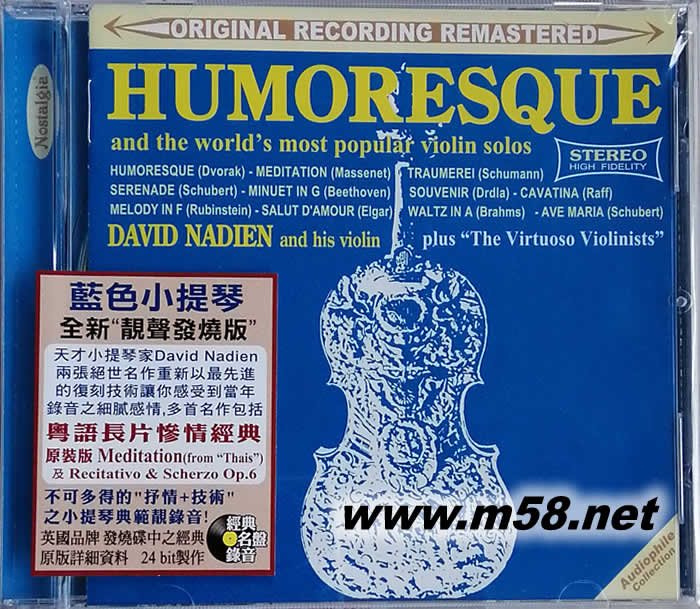 ORIGINAL RECORDING REMASTERED
Nostalgia
HUMORESQUE
and the world's most popular violin solos
HUMORESQUE (Dvorak) - MEDITATION (Massenet) TRAUMEREI (Schumann)
SERENADE (Schubert) - MINUET IN G (Beethoven) SOUVENIR (Drdla) - CAVATINA (Raff)
MELODY IN F (Rubinstein) - SALUT D'AMOUR (Elgar) WALTZ IN A (Brahms) - AVE MARIA (Schubert)
STEREO
HIGH FIDELITY
DAVID NADIEN and his violin plus "The Virtuoso Violinists"
藍色小提琴
全新"靚聲發燒版"
天才小提琴家David Nadien
兩張絕世名作重新以最先進
的復刻技術讓你感受到當年
錄音之細膩感情,多首名作包括
粵語長片慘情經典
原裝版 Meditation(from "Thais")
及 Recitativo & Scherzo Op.6
不可多得的"抒情+技術"
之小提琴典範靚錄音!
英國品牌 發燒碟中之經典
原版詳細資料 24 bit製作
經典
名盤
錄音
www.m58.net
Audiophile
Collection